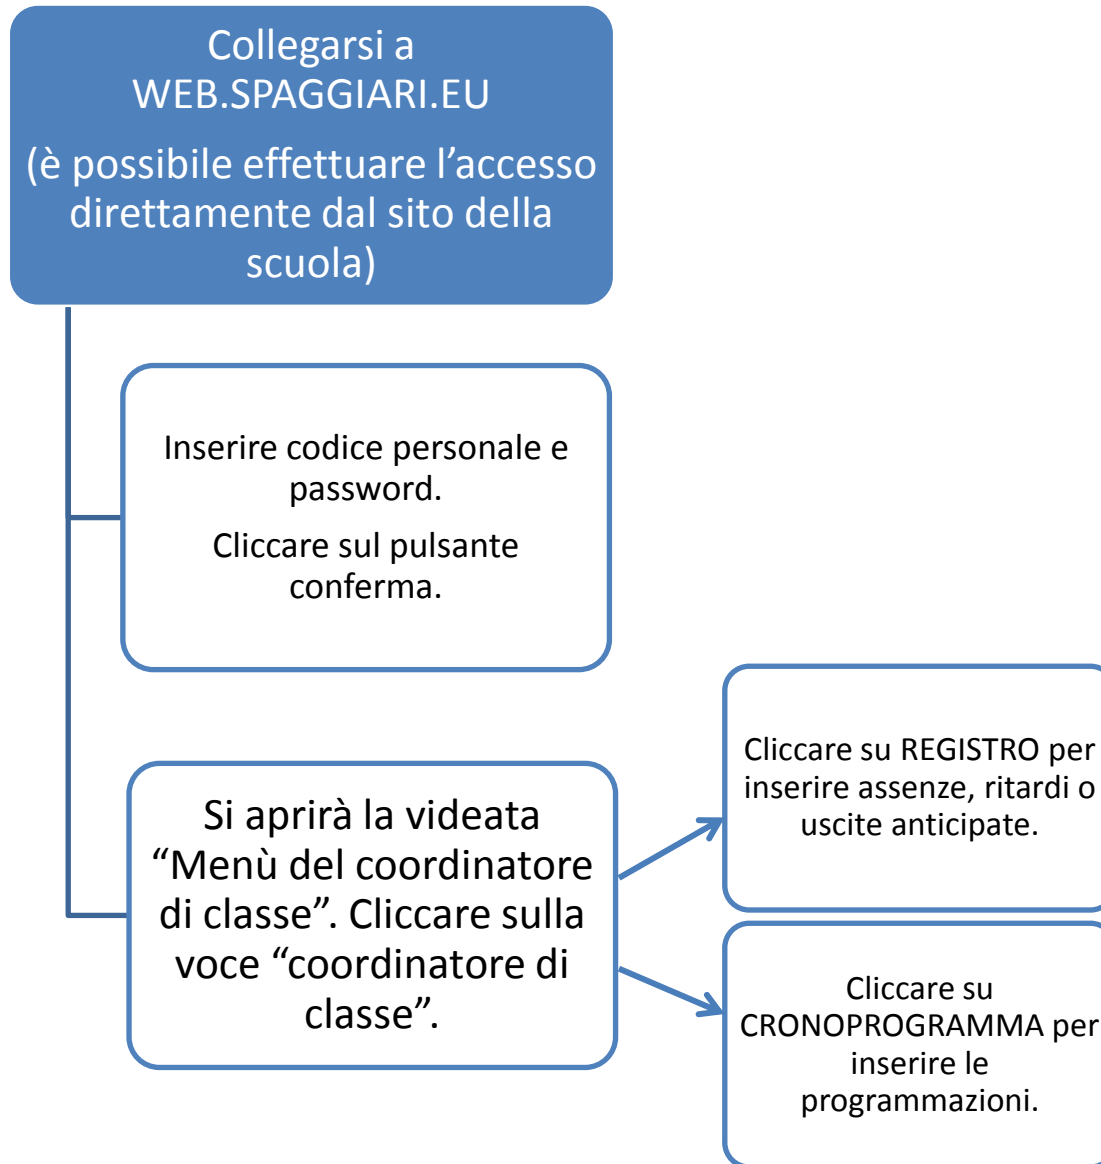 Collegarsi a
WEB.SPAGGIARI.EU
(è possibile effettuare l’accesso
direttamente dal sito della
scuola)
Inserire codice personale e
password.
Cliccare sul pulsante
conferma.
Si aprirà la videata
“Menù del coordinatore
di classe”. Cliccare sulla
voce “coordinatore di
classe”.
Cliccare su REGISTRO per
inserire assenze, ritardi o
uscite anticipate.
Cliccare su
CRONOPROGRAMMA per
inserire le
programmazioni.